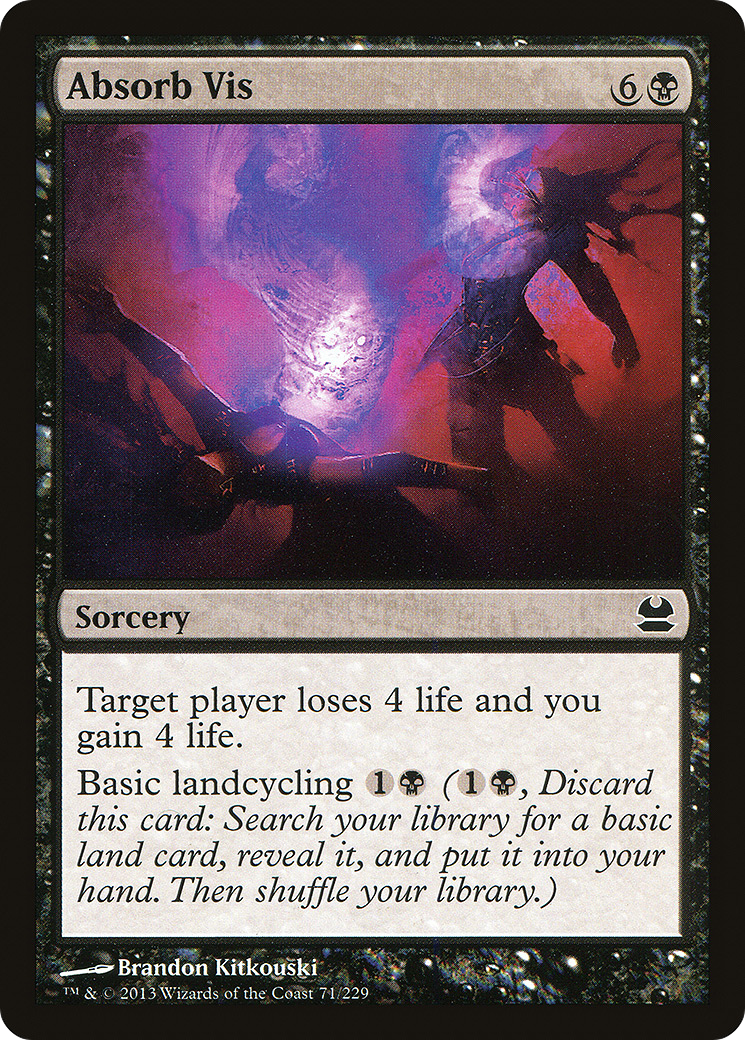 Absorb Vis 6
Sorcery
Target player loses 4 life and you
gain 4 life.
Basic landcycling 1 (1, Discard
this card: Search your library for a basic
land card, reveal it, and put it into your
hand. Then shuffle your library.)
Brandon Kitkouski
™ & © 2013 Wizards of the Coast 71/229